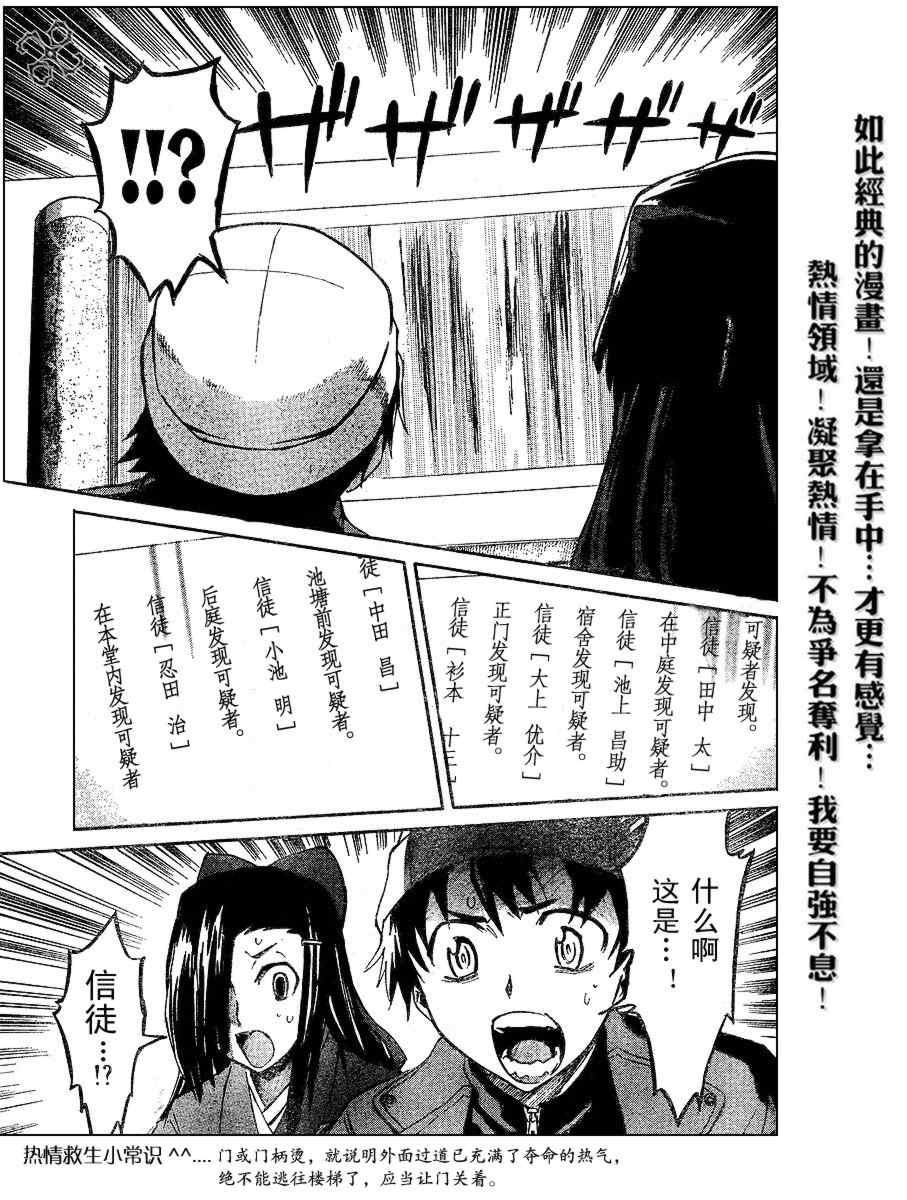 !!?
ザ ザ ザ ザ ザ
可疑者发现。
信徒［田中　太］
在中庭发现可疑者。
信徒［池上　昌助］
宿舍发现可疑者。
信徒［大上　优介］
正门发现可疑者。
信徒［衫本　十三
徒［中田　昌］
池塘前发现可疑者。
信徒［小池　明］
后庭发现可疑者。
信徒［忍田　治］
在本堂内发现可疑者
什么啊
这是…！
信徒…!?
如此經典的漫畫！還是拿在手中…才更有感覺…
熱情領域！凝聚熱情！不為爭名奪利！我要自強不息！
热情救生小常识 ^^.... 门或门柄烫，就说明外面过道已充满了夺命的热气，
绝不能逃往楼梯了，应当让门关着。